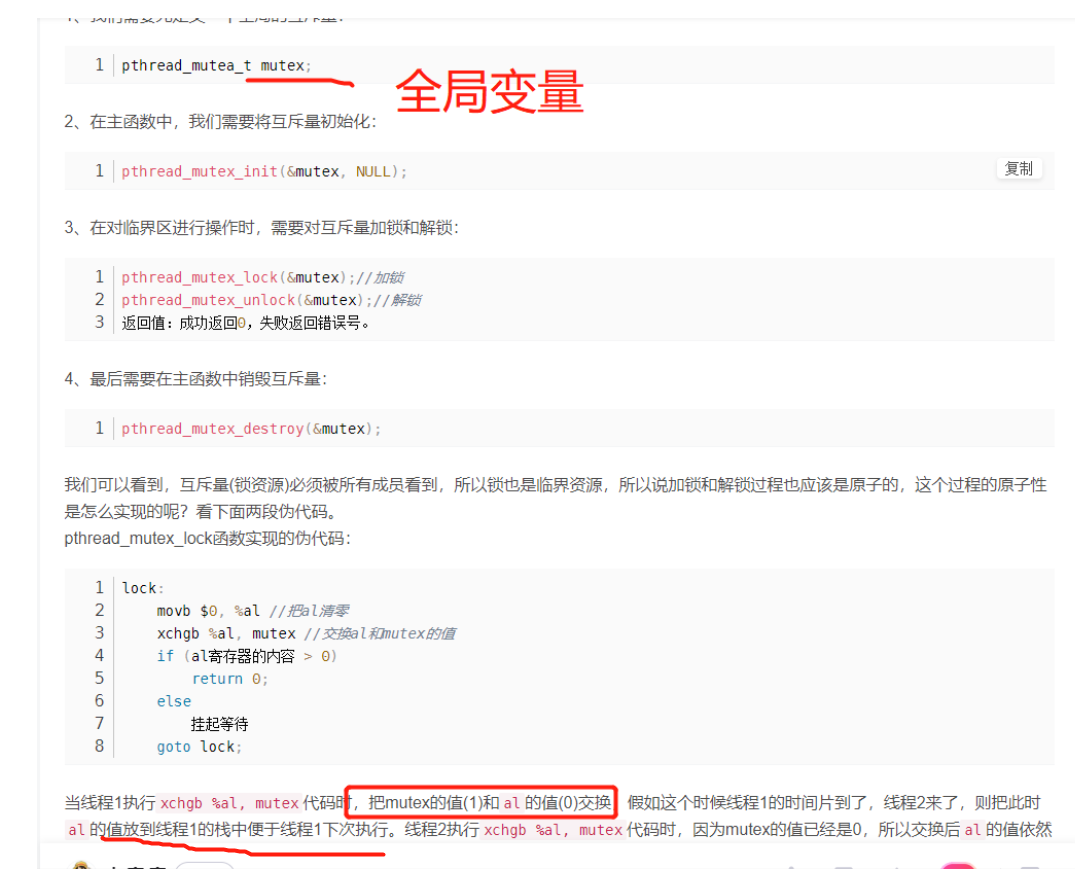 1 pthread_mutea_t mutex;
全局变量
2、在主函数中，我们需要将互斥量初始化：
1 pthread_mutex_init(&mutex, NULL);
复制
3、在对临界区进行操作时，需要对互斥量加锁和解锁：
1 pthread_mutex_lock(&mutex);//加锁
2 pthread_mutex_unlock(&mutex);//解锁
3 返回值：成功返回0，失败返回错误号。
4、最后需要在主函数中销毁互斥量：
1 pthread_mutex_destroy(&mutex);
我们可以看到，互斥量(锁资源)必须被所有成员看到，所以锁也是临界资源，所以说加锁和解锁过程也应该是原子的，这个过程的原子性
是怎么实现的呢？看下面两段伪代码。
pthread_mutex_lock函数实现的伪代码：
1 lock:
2 movb $0, %al //把al清零
3 xchgb %al, mutex //交换al和mutex的值
4 if (al寄存器的内容 > 0)
5 return 0;
6 else
7 挂起等待
8 goto lock;
当线程1执行 xchgb %al, mutex 代码时，把mutex的值(1)和 al 的值(0)交换，假如这个时候线程1的时间片到了，线程2来了，则把此时
al 的值放到线程1的栈中便于线程1下次执行。线程2执行 xchgb %al, mutex 代码时，因为mutex的值已经是0，所以交换后 al 的值依然